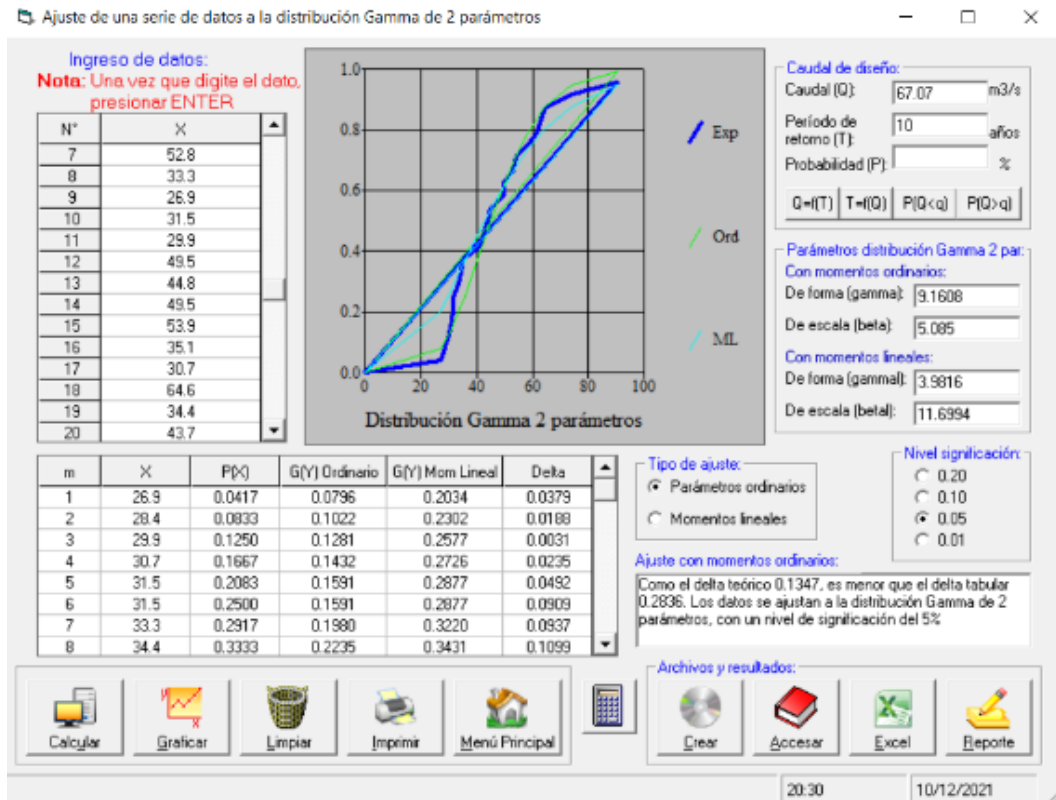 Ajuste de una serie de datos a la distribución Gamma de 2 parámetros
Ingreso de datos:
Nota: Una vez que digite el dato,
presionar ENTER
N° X
7 52.8
8 33.3
9 26.9
10 31.5
11 29.9
12 49.5
13 44.8
14 49.5
15 53.9
16 35.1
17 30.7
18 64.6
19 34.4
20 43.7
1.0
0.8
0.6
0.4
0.2
0.0
0 20 40 60 80 100
Distribución Gamma 2 parámetros
Exp
Ord
ML
Caudal de diseño:
Caudal (Q): 67.07 m3/s
Período de
retorno (T): 10 años
Probabilidad (P): %
Q=f(T) T=f(Q) P(Q<q) P(Q>q)
Parámetros distribución Gamma 2 par:
Con momentos ordinarios:
De forma (gamma): 9.1608
De escala (beta): 5.085
Con momentos lineales:
De forma (gammal): 3.9816
De escala (betal): 11.6994
m X P(X) G(Y) Ordinario G(Y) Mom Lineal Delta
1 26.9 0.0417 0.0796 0.2034 0.0379
2 28.4 0.0833 0.1022 0.2302 0.0188
3 29.9 0.1250 0.1281 0.2577 0.0031
4 30.7 0.1667 0.1432 0.2726 0.0235
5 31.5 0.2083 0.1591 0.2877 0.0492
6 31.5 0.2500 0.1591 0.2877 0.0909
7 33.3 0.2917 0.1980 0.3220 0.0937
8 34.4 0.3333 0.2235 0.3431 0.1099
Tipo de ajuste:
Parámetros ordinarios
Momentos lineales
Nivel significación:
0.20
0.10
0.05
0.01
Ajuste con momentos ordinarios:
Como el delta teórico 0.1347, es menor que el delta tabular
0.2836. Los datos se ajustan a la distribución Gamma de 2
parámetros, con un nivel de significación del 5%
Calcular Graficar Limpiar Imprimir Menú Principal
Archivos y resultados:
Crear Accesar Excel Reporte
20:30 10/12/2021